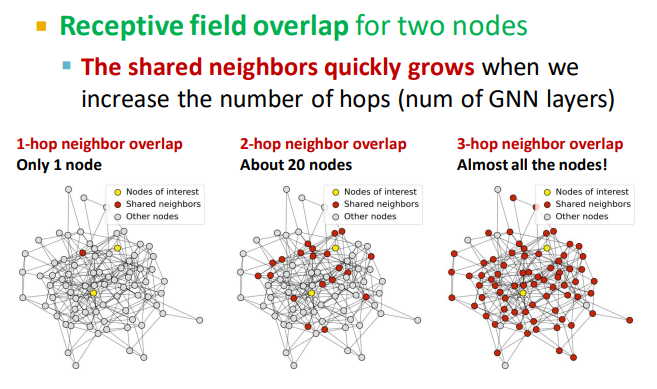 Receptive field overlap for two nodes
The shared neighbors quickly grows when we
increase the number of hops (num of GNN layers)
1-hop neighbor overlap
Only 1 node
2-hop neighbor overlap
About 20 nodes
3-hop neighbor overlap
Almost all the nodes!
Nodes of interest
Shared neighbors
Other nodes
Nodes of interest
Shared neighbors
Other nodes
Nodes of interest
Shared neighbors
Other nodes